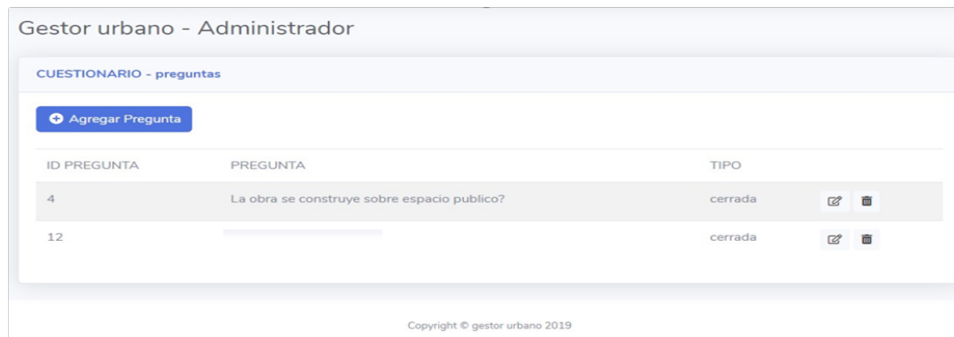 Gestor urbano - Administrador
CUESTIONARIO - preguntas
Agregar Pregunta
ID PREGUNTA PREGUNTA TIPO
4 La obra se construye sobre espacio publico? cerrada
12 cerrada
Copyright © gestor urbano 2019